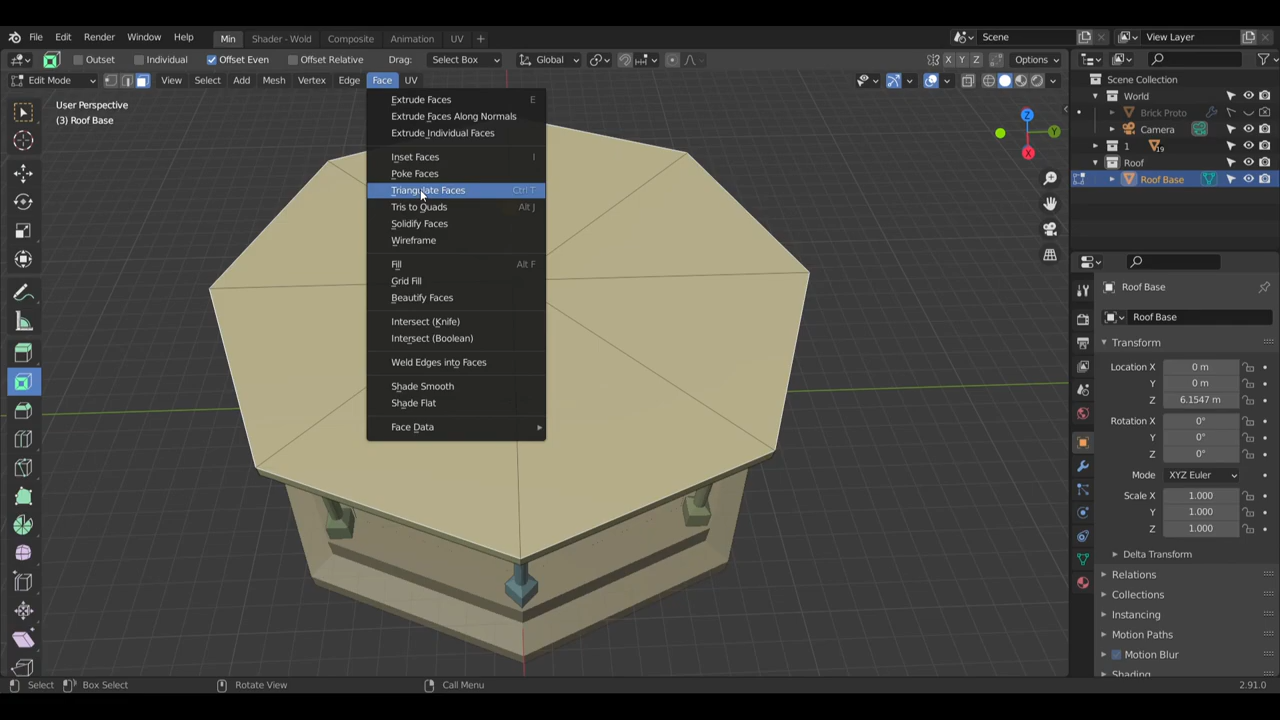 File Edit Render Window Help Min Shader - Wold Composite Animation UV + Scene View Layer
Outset Individual Offset Even Offset Relative Drag: Select Box Global X Y Z Options
Edit Mode View Select Add Mesh Vertex Edge Face UV
User Perspective
(3) Roof Base
Extrude Faces E
Extrude Faces Along Normals
Extrude Individual Faces
Inset Faces I
Poke Faces
Triangulate Faces Ctrl T
Tris to Quads Alt J
Solidify Faces
Wireframe
Fill Alt F
Grid Fill
Beautify Faces
Intersect (Knife)
Intersect (Boolean)
Weld Edges into Faces
Shade Smooth
Shade Flat
Face Data
Z
Y
X
Scene Collection
World
Brick Proto
Camera
1 19
Roof
Roof Base
Roof Base
Roof Base
Transform
Location X 0 m
Y 0 m
Z 6.1547 m
Rotation X 0°
Y 0°
Z 0°
Mode XYZ Euler
Scale X 1.000
Y 1.000
Z 1.000
Delta Transform
Relations
Collections
Instancing
Motion Paths
Motion Blur
Shading
Select Box Select Rotate View Call Menu 2.91.0